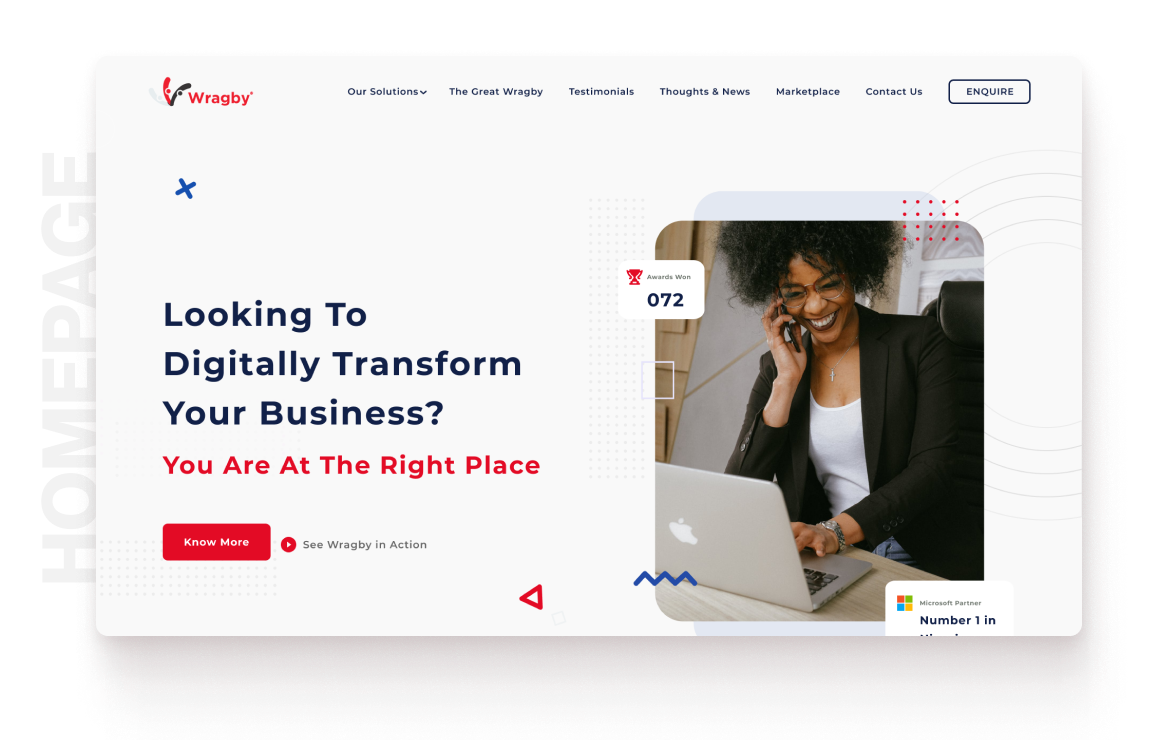 HOMEPAGE
Wragby
Our Solutions
The Great Wragby
Testimonials
Thoughts & News
Marketplace
Contact Us
ENQUIRE
Looking To
Digitally Transform
Your Business?
You Are At The Right Place
Know More
See Wragby in Action
Awards Won
072
Microsoft Partner
Number 1 in